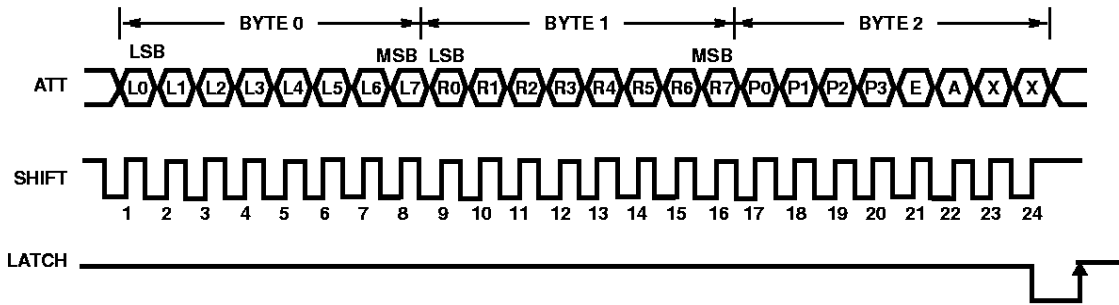 BYTE 0 BYTE 1 BYTE 2
LSB MSB LSB MSB
ATT L0 L1 L2 L3 L4 L5 L6 L7 R0 R1 R2 R3 R4 R5 R6 R7 P0 P1 P2 P3 E A X X
SHIFT
1 2 3 4 5 6 7 8 9 10 11 12 13 14 15 16 17 18 19 20 21 22 23 24
LATCH